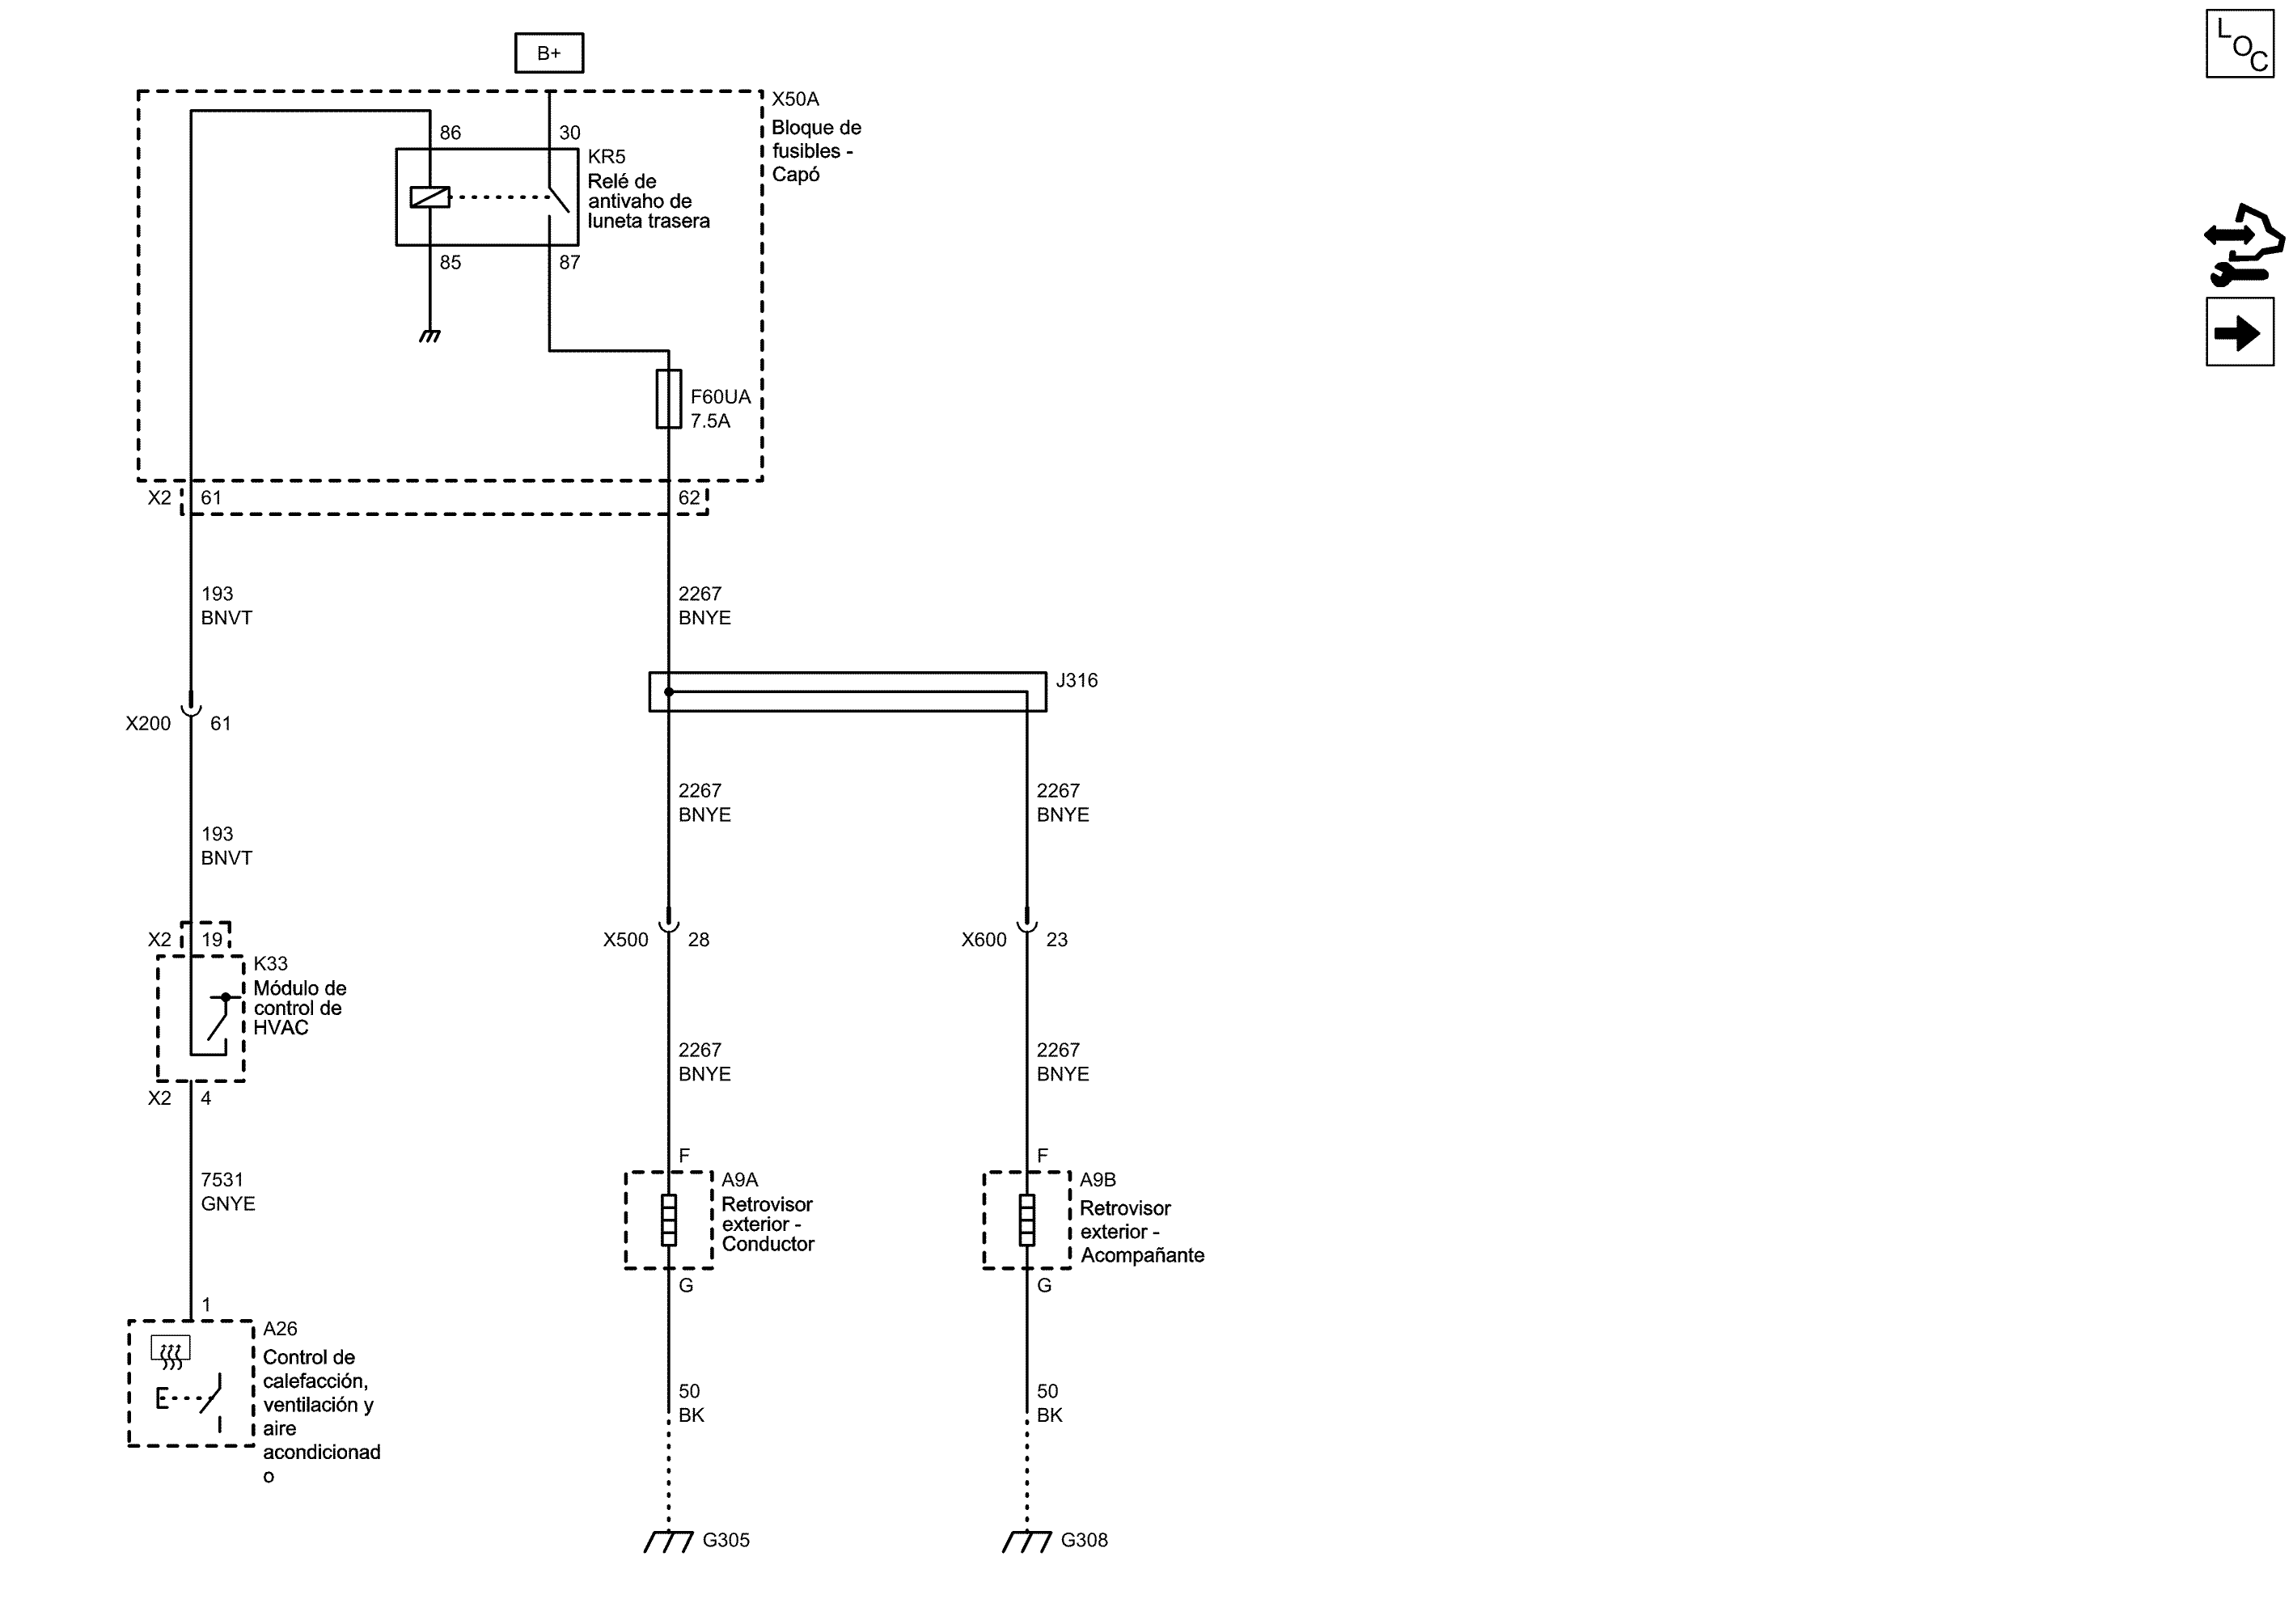 LOC
B+
X50A
Bloque de
fusibles -
Capó
86
30
KR5
Relé de
antivaho de
luneta trasera
85
87
F60UA
7.5A
X2
61
62
193
BNVT
2267
BNYE
J316
X200
61
2267
BNYE
2267
BNYE
193
BNVT
X2
19
X500
28
X600
23
K33
Módulo de
control de
HVAC
2267
BNYE
2267
BNYE
X2
4
F
F
7531
GNYE
A9A
Retrovisor
exterior -
Conductor
A9B
Retrovisor
exterior -
Acompañante
G
G
1
A26
Control de
calefacción,
ventilación y
aire
acondicionad
o
50
BK
50
BK
G305
G308